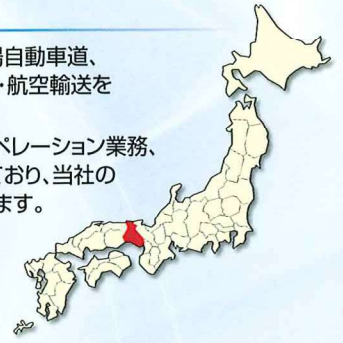 陽自動車道、
・航空輸送を
ペレーション業務、
ており、当社の
ます。